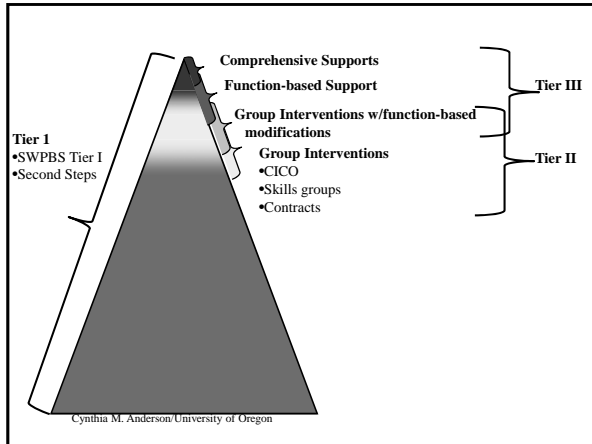 Comprehensive Supports
Function-based Support
Group Interventions w/function-based
modifications
Group Interventions
•CICO
•Skills groups
•Contracts
Tier III
Tier II
Tier 1
•SWPBS Tier I
•Second Steps
Cynthia M. Anderson/University of Oregon